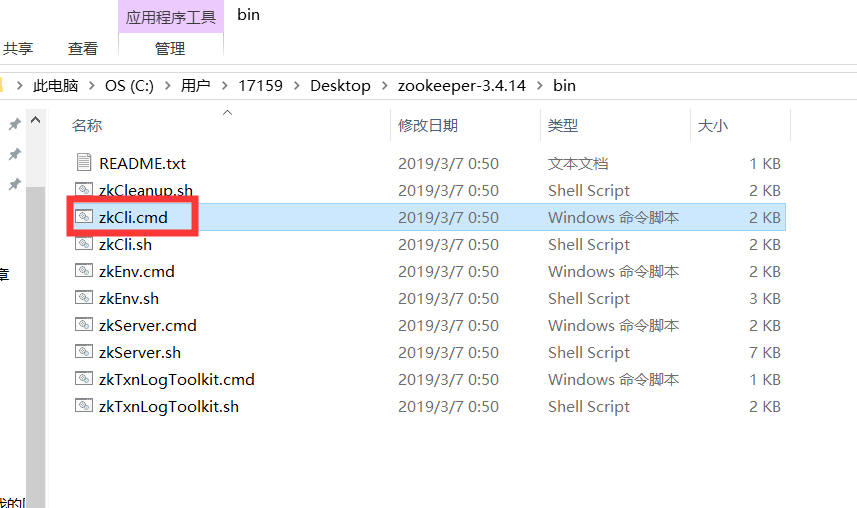 应用程序工具 bin
共享 查看 管理
此电脑 OS (C:) 用户 17159 Desktop zookeeper-3.4.14 bin
名称 修改日期 类型 大小
README.txt 2019/3/7 0:50 文本文档 1 KB
zkCleanup.sh 2019/3/7 0:50 Shell Script 2 KB
zkCli.cmd 2019/3/7 0:50 Windows 命令脚本 2 KB
zkCli.sh 2019/3/7 0:50 Shell Script 2 KB
zkEnv.cmd 2019/3/7 0:50 Windows 命令脚本 2 KB
章
zkEnv.sh 2019/3/7 0:50 Shell Script 3 KB
zkServer.cmd 2019/3/7 0:50 Windows 命令脚本 2 KB
zkServer.sh 2019/3/7 0:50 Shell Script 7 KB
zkTxnLogToolkit.cmd 2019/3/7 0:50 Windows 命令脚本 1 KB
zkTxnLogToolkit.sh 2019/3/7 0:50 Shell Script 2 KB